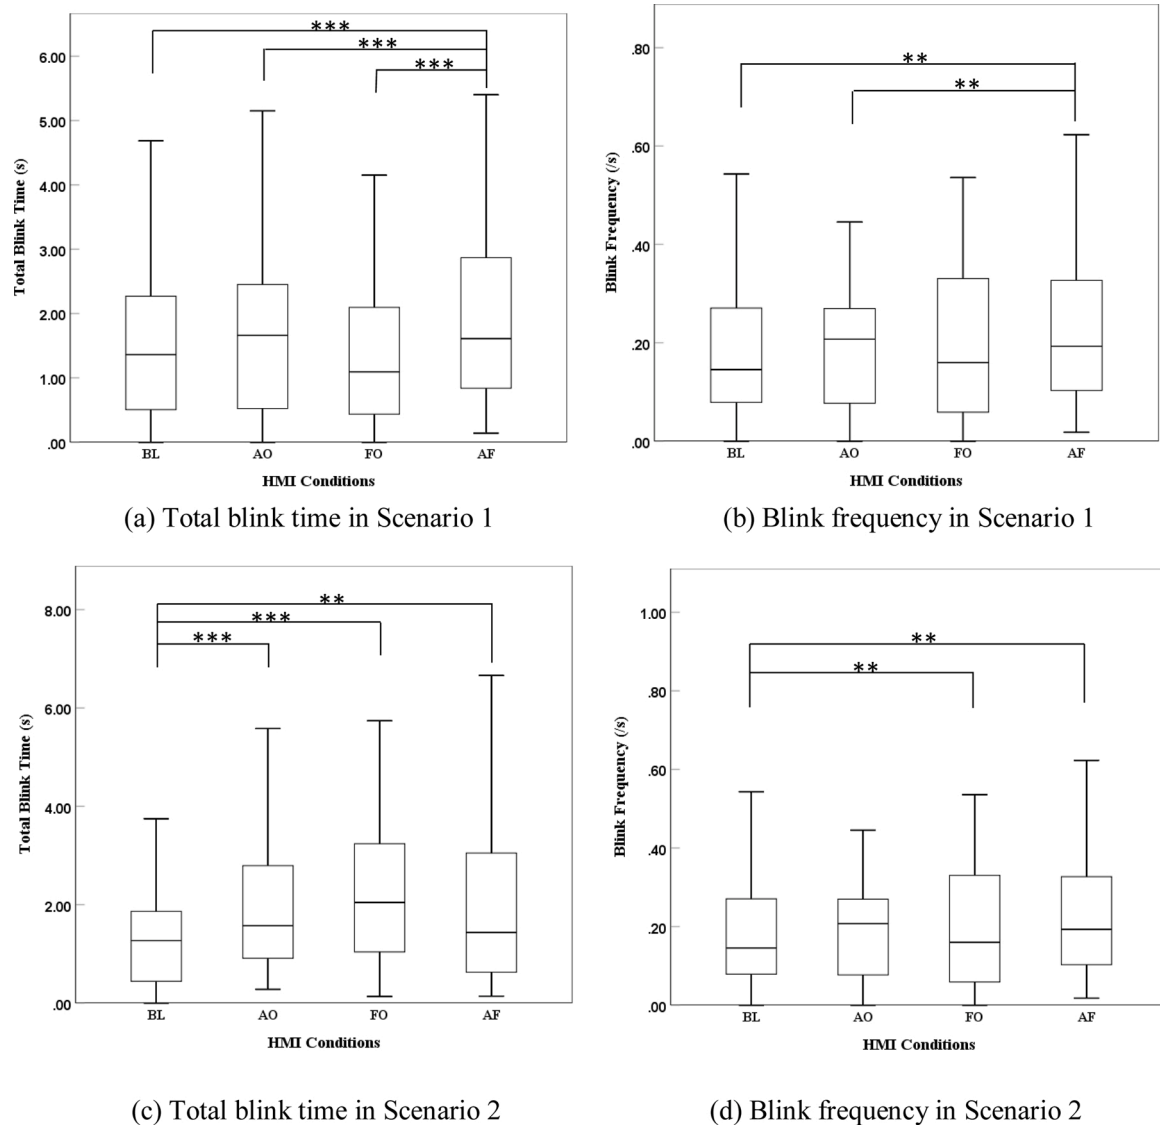 ***
***
***
6.00
5.00
4.00
3.00
2.00
1.00
.00
Total Blink Time (s)
BL AO FO AF
HMI Conditions
(a) Total blink time in Scenario 1
**
**
.80
.60
.40
.20
.00
Blink Frequency (/s)
BL AO FO AF
HMI Conditions
(b) Blink frequency in Scenario 1
**
***
***
8.00
6.00
4.00
2.00
.00
Total Blink Time (s)
BL AO FO AF
HMI Conditions
(c) Total blink time in Scenario 2
**
**
1.00
.80
.60
.40
.20
.00
Blink Frequency (/s)
BL AO FO AF
HMI Conditions
(d) Blink frequency in Scenario 2